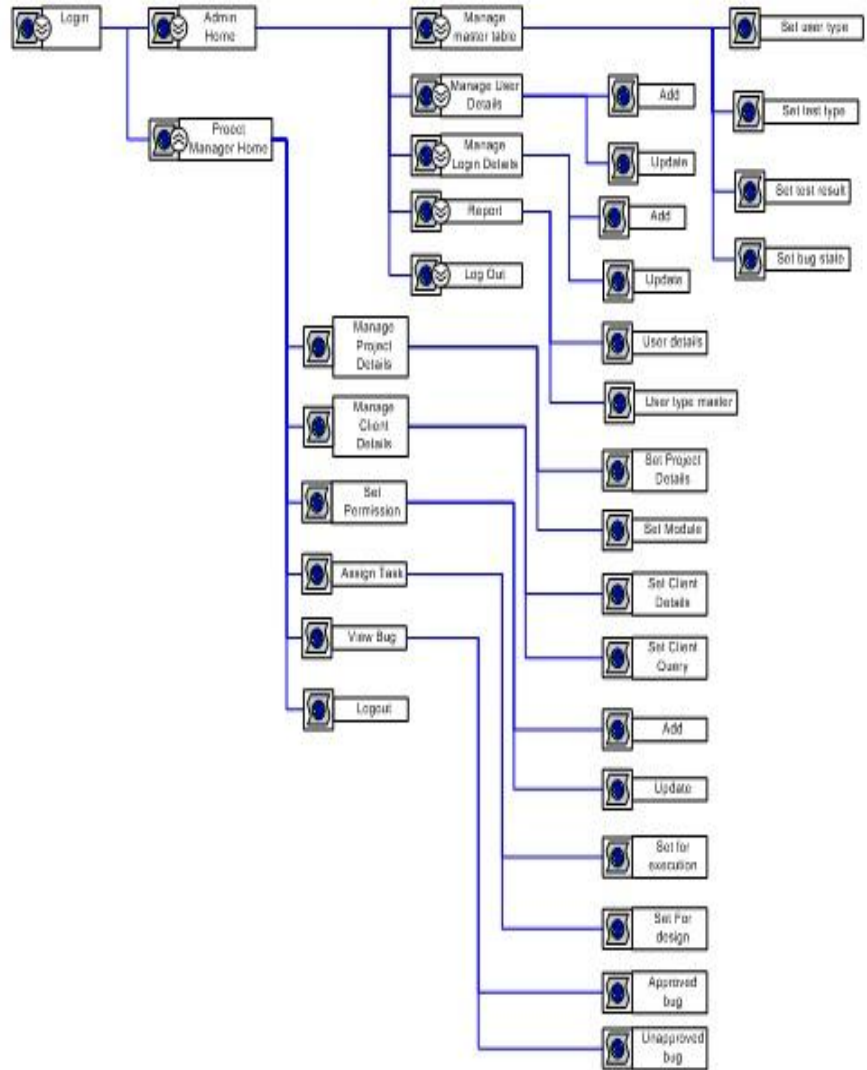 Login
Admin
Home
Manage
master table
Set user type
Manage User
Details
Add
Set test type
Proect
Manager Home
Manage
Login Details
Update
Set test result
Report
Add
Set bug state
Log Out
Update
Manage
Project
Details
User details
User type master
Manage
Client
Details
Set Project
Details
Set
Permission
Set Module
Assign Task
Set Client
Details
View Bug
Set Client
Query
Logout
Add
Update
Set for
execution
Set For
design
Approved
bug
Unapproved
bug